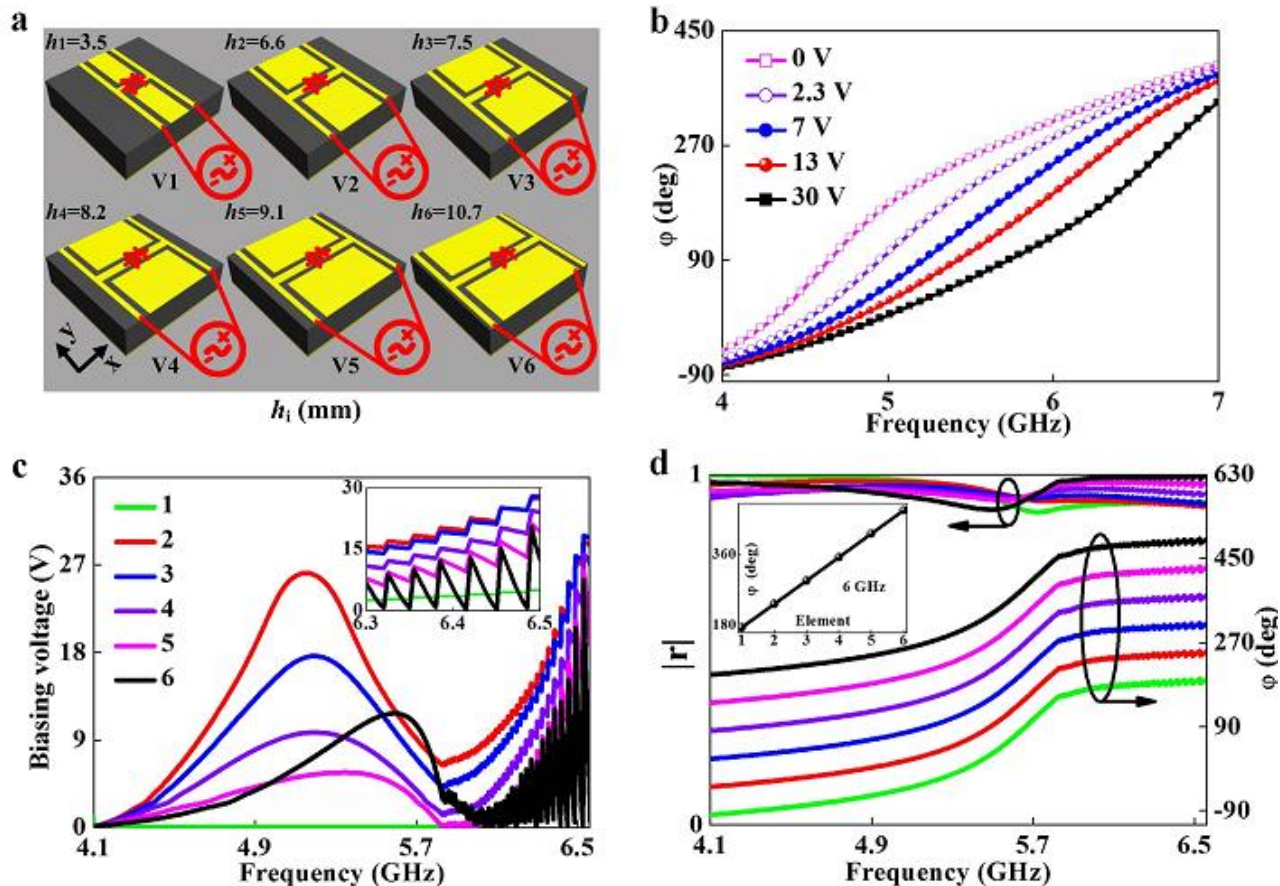 a
h1=3.5
h2=6.6
h3=7.5
V1
V2
V3
h4=8.2
h5=9.1
h6=10.7
V4
V5
V6
y
x
hi (mm)
b
450
270
90
-90
φ (deg)
0 V
2.3 V
7 V
13 V
30 V
4
5
6
7
Frequency (GHz)
c
36
27
18
9
0
Biasing voltage (V)
1
2
3
4
5
6
30
15
0
6.3
6.4
6.5
4.1
4.9
5.7
6.5
Frequency (GHz)
d
1
0
|r|
630
450
270
90
-90
φ (deg)
360
180
φ (deg)
6 GHz
Element
1 2 3 4 5 6
4.1
4.9
5.7
6.5
Frequency (GHz)